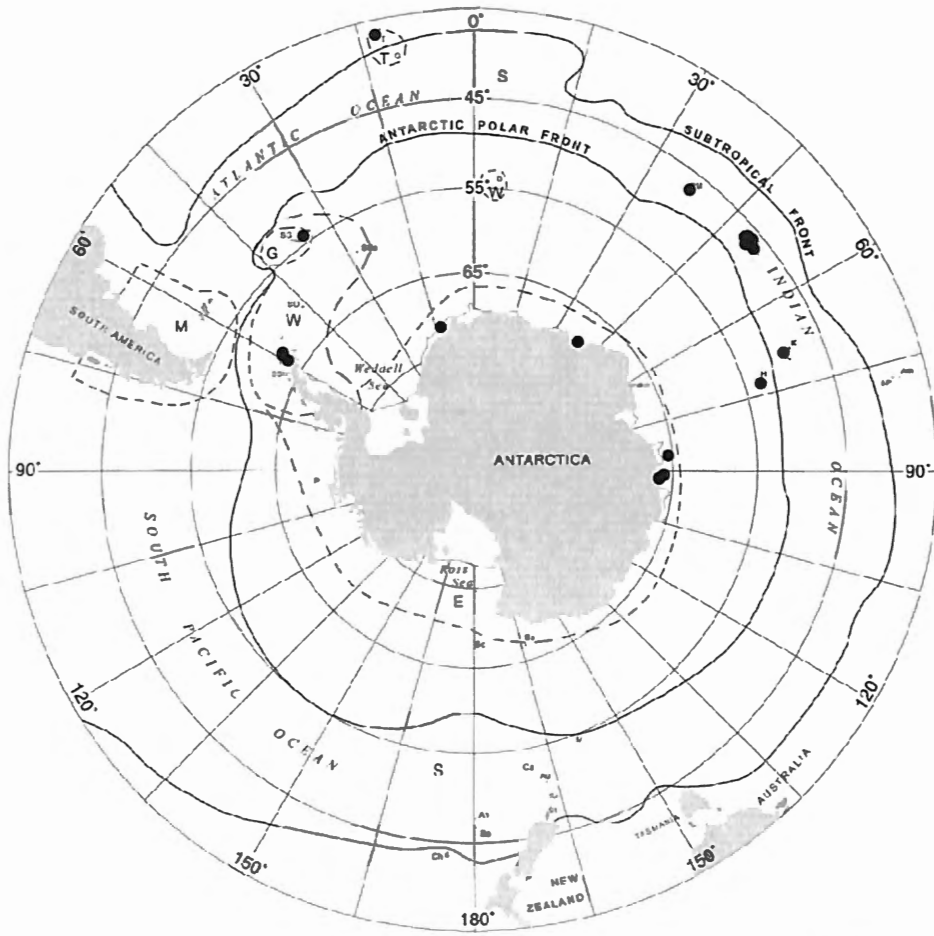 0°
30°
30°
T
S
45°
ATLANTIC OCEAN
ANTARCTIC POLAR FRONT
SUBTROPICAL FRONT
55°
W
SG
G
60°
60°
65°
INDIAN OCEAN
M
W
SOUTH AMERICA
K
H
Weddell Sea
90°
ANTARCTICA
90°
Ross Sea
E
SOUTH PACIFIC OCEAN
120°
120°
S
Ch
AUSTRALIA
TASMANIA
150°
150°
NEW ZEALAND
180°